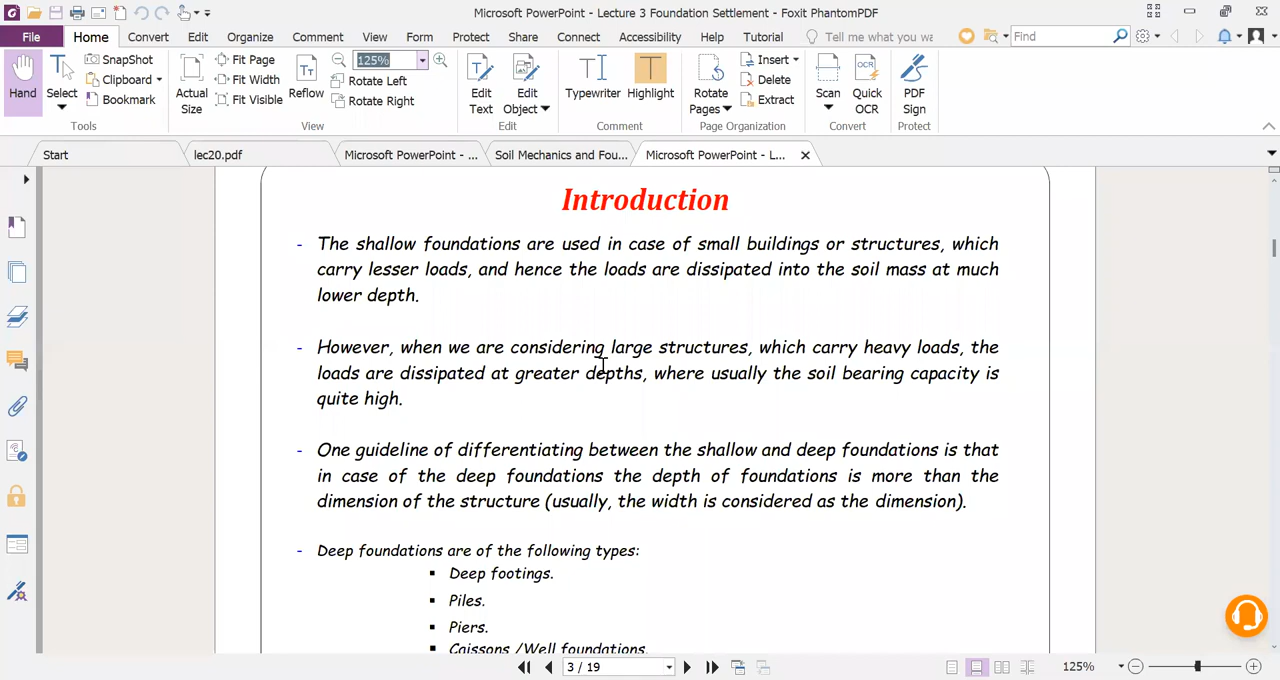 Microsoft PowerPoint - Lecture 3 Foundation Settlement - Foxit PhantomPDF
File Home Convert Edit Organize Comment View Form Protect Share Connect Accessibility Help Tutorial Tell me what you wa Find
Hand
Select
SnapShot
Clipboard
Bookmark
Tools
Actual Size
Fit Page
Fit Width
Fit Visible
Reflow
125%
Rotate Left
Rotate Right
View
Edit Text
Edit Object
Edit
Typewriter
Highlight
Comment
Rotate Pages
Insert
Delete
Extract
Page Organization
Scan
Quick OCR
Convert
PDF Sign
Protect
Start lec20.pdf Microsoft PowerPoint - ... Soil Mechanics and Fou... Microsoft PowerPoint - L...
Introduction
- The shallow foundations are used in case of small buildings or structures, which
carry lesser loads, and hence the loads are dissipated into the soil mass at much
lower depth.
- However, when we are considering large structures, which carry heavy loads, the
loads are dissipated at greater depths, where usually the soil bearing capacity is
quite high.
- One guideline of differentiating between the shallow and deep foundations is that
in case of the deep foundations the depth of foundations is more than the
dimension of the structure (usually, the width is considered as the dimension).
- Deep foundations are of the following types:
▪ Deep footings.
▪ Piles.
▪ Piers.
▪ Caissons /Well foundations.
3 / 19
125%